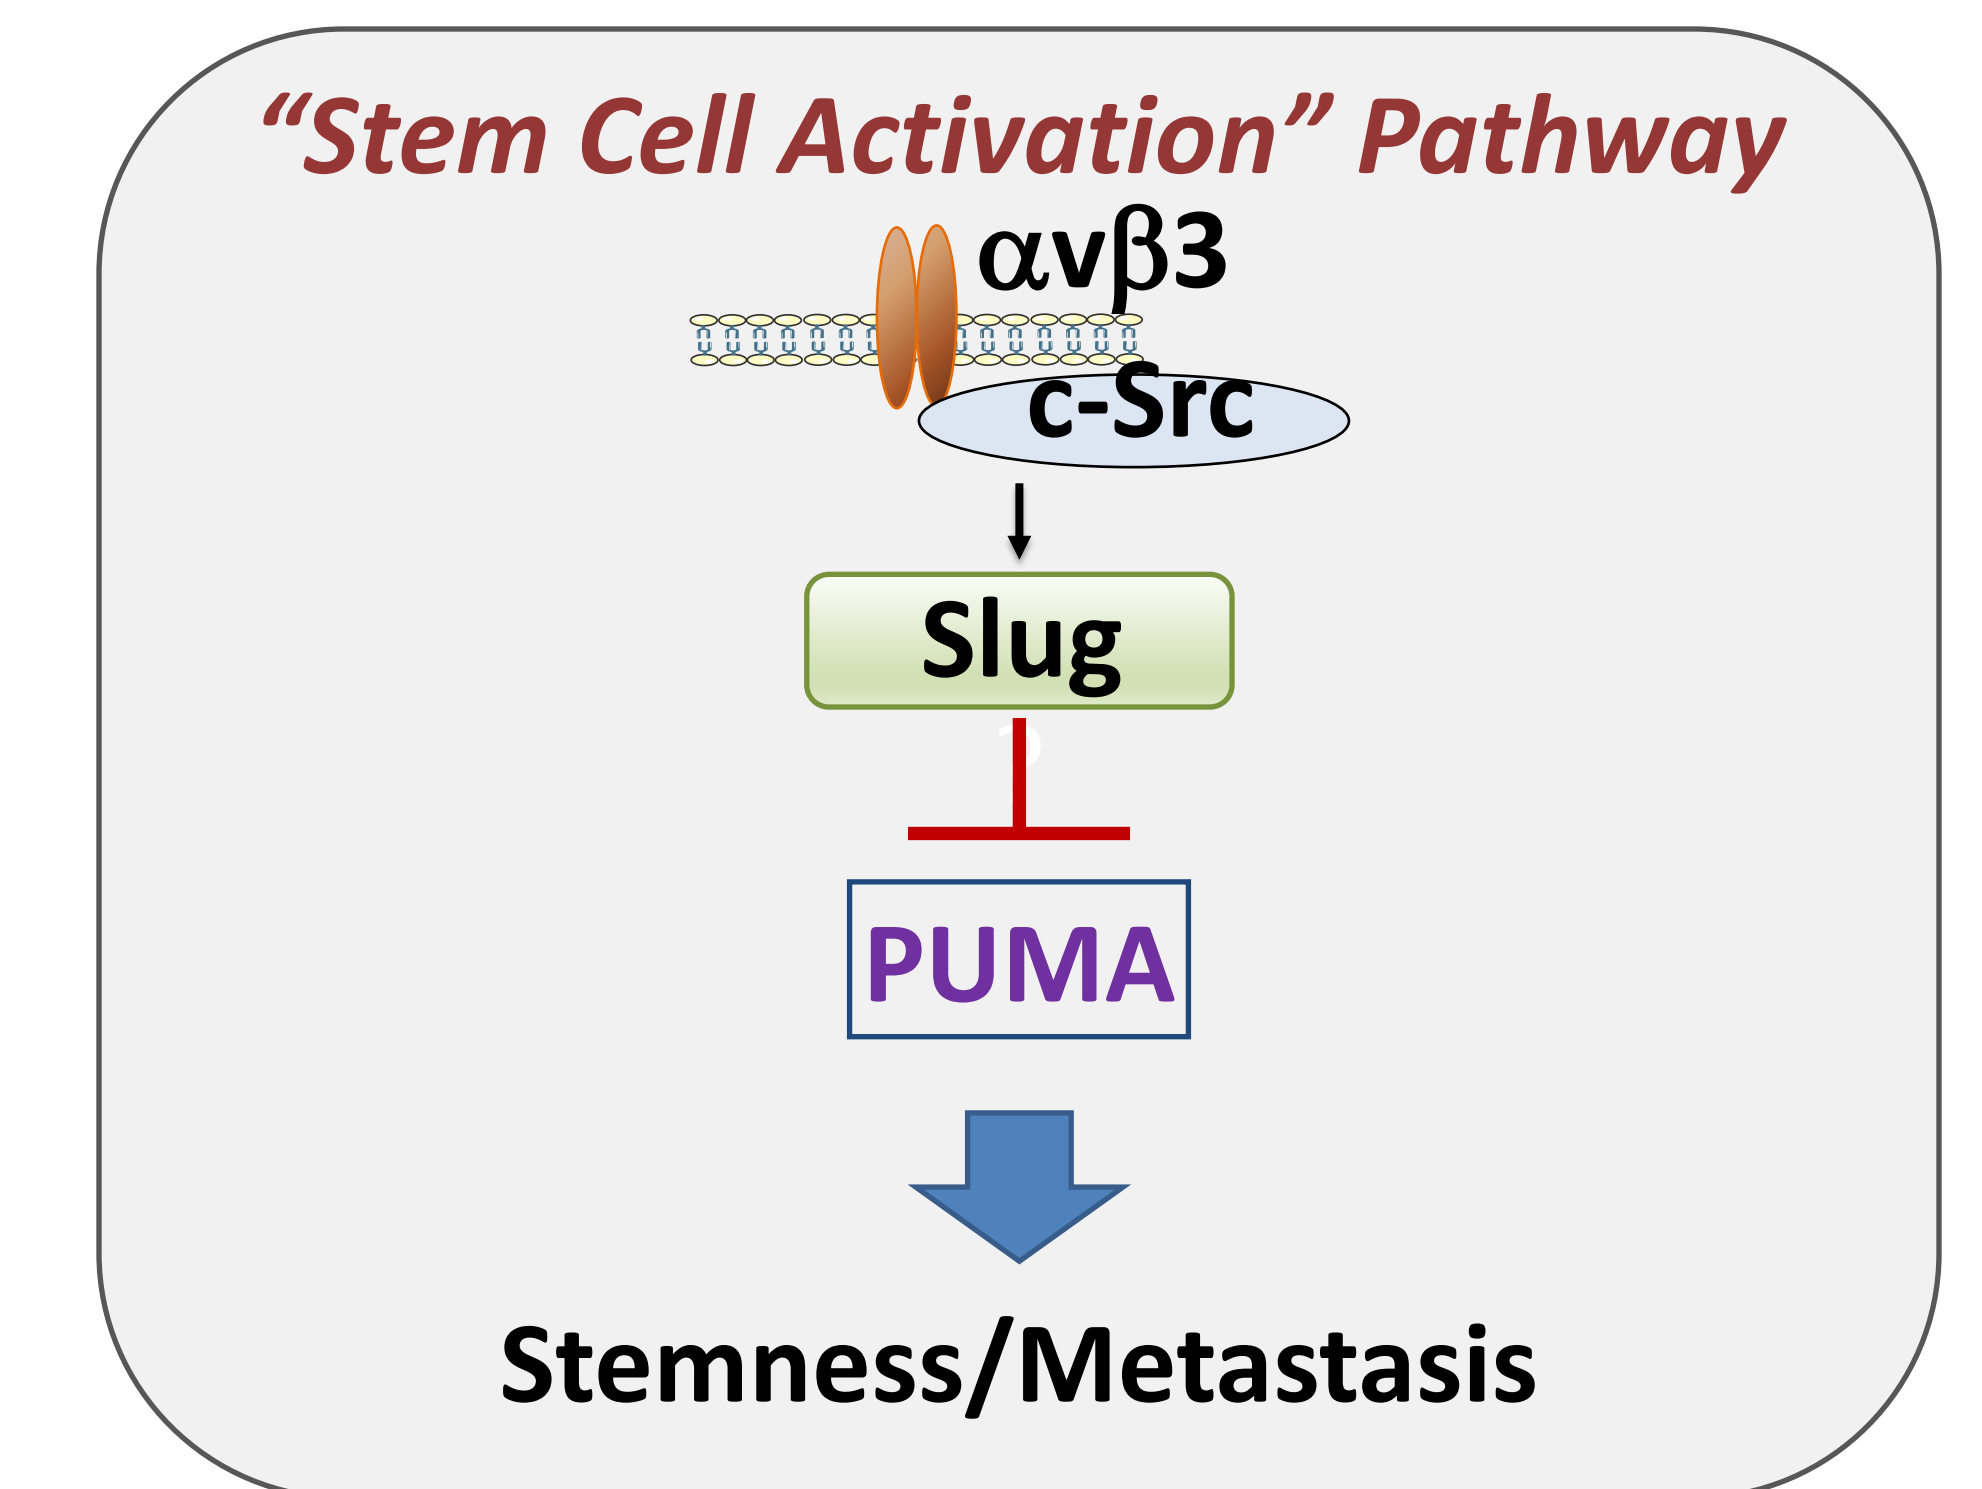 “Stem Cell Activation” Pathway
αvβ3
c-Src
Slug
?
PUMA
Stemness/Metastasis